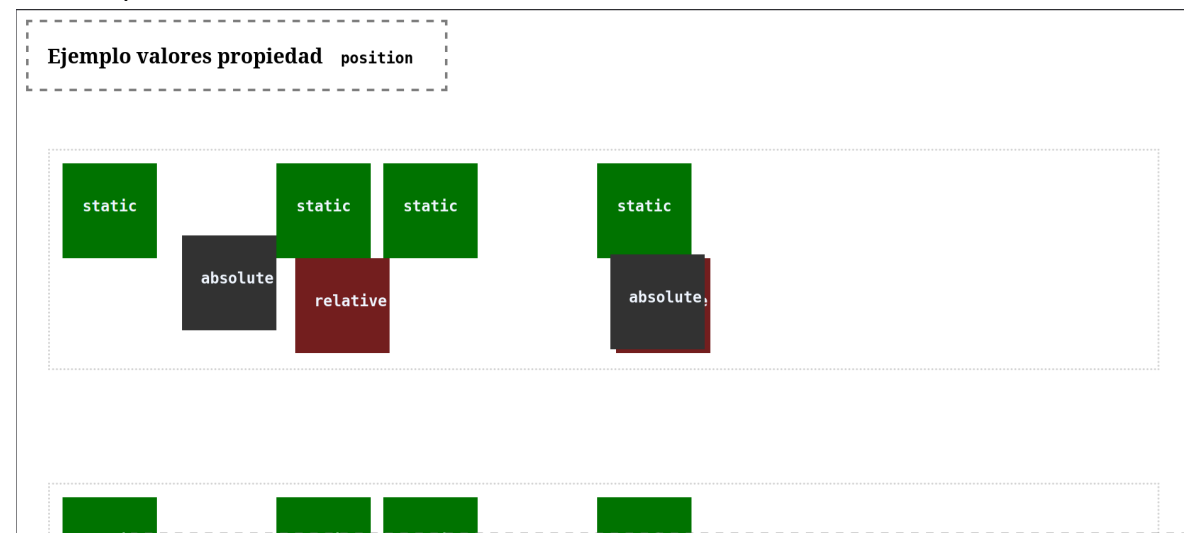 Ejemplo valores propiedad position
static static static static
absolute relative absolute